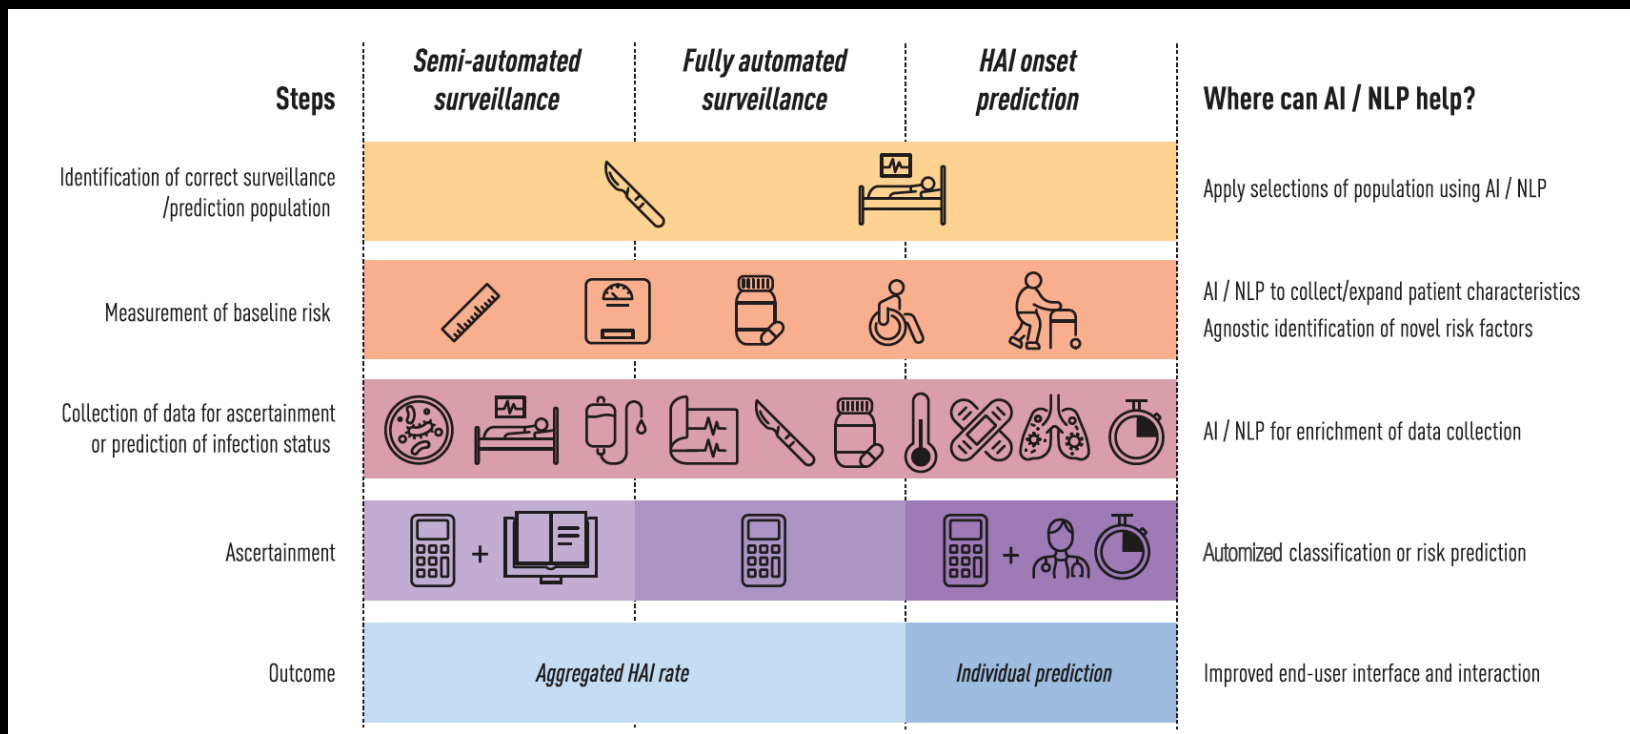 Steps
Semi-automated
surveillance
Fully automated
surveillance
HAI onset
prediction
Where can AI / NLP help?
Identification of correct surveillance
/prediction population
Apply selections of population using AI / NLP
Measurement of baseline risk
AI / NLP to collect/expand patient characteristics
Agnostic identification of novel risk factors
Collection of data for ascertainment
or prediction of infection status
AI / NLP for enrichment of data collection
Ascertainment
+
+
Automized classification or risk prediction
Outcome
Aggregated HAI rate
Individual prediction
Improved end-user interface and interaction